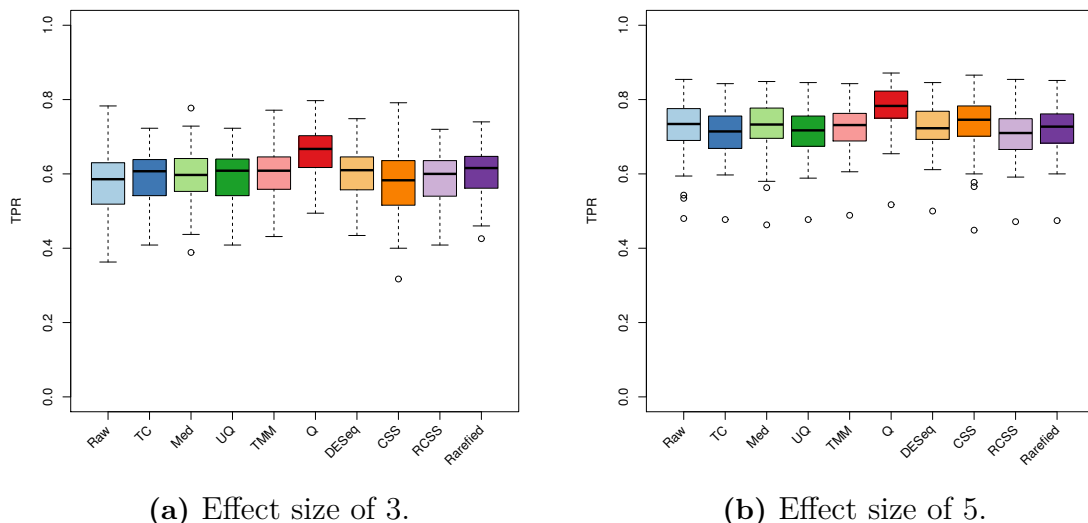 1.0
0.8
0.6
0.4
0.2
0.0
TPR
Raw
TC
Med
UQ
TMM
Q
DESeq
CSS
RCSS
Rarefied
(a) Effect size of 3.
1.0
0.8
0.6
0.4
0.2
0.0
TPR
Raw
TC
Med
UQ
TMM
Q
DESeq
CSS
RCSS
Rarefied
(b) Effect size of 5.